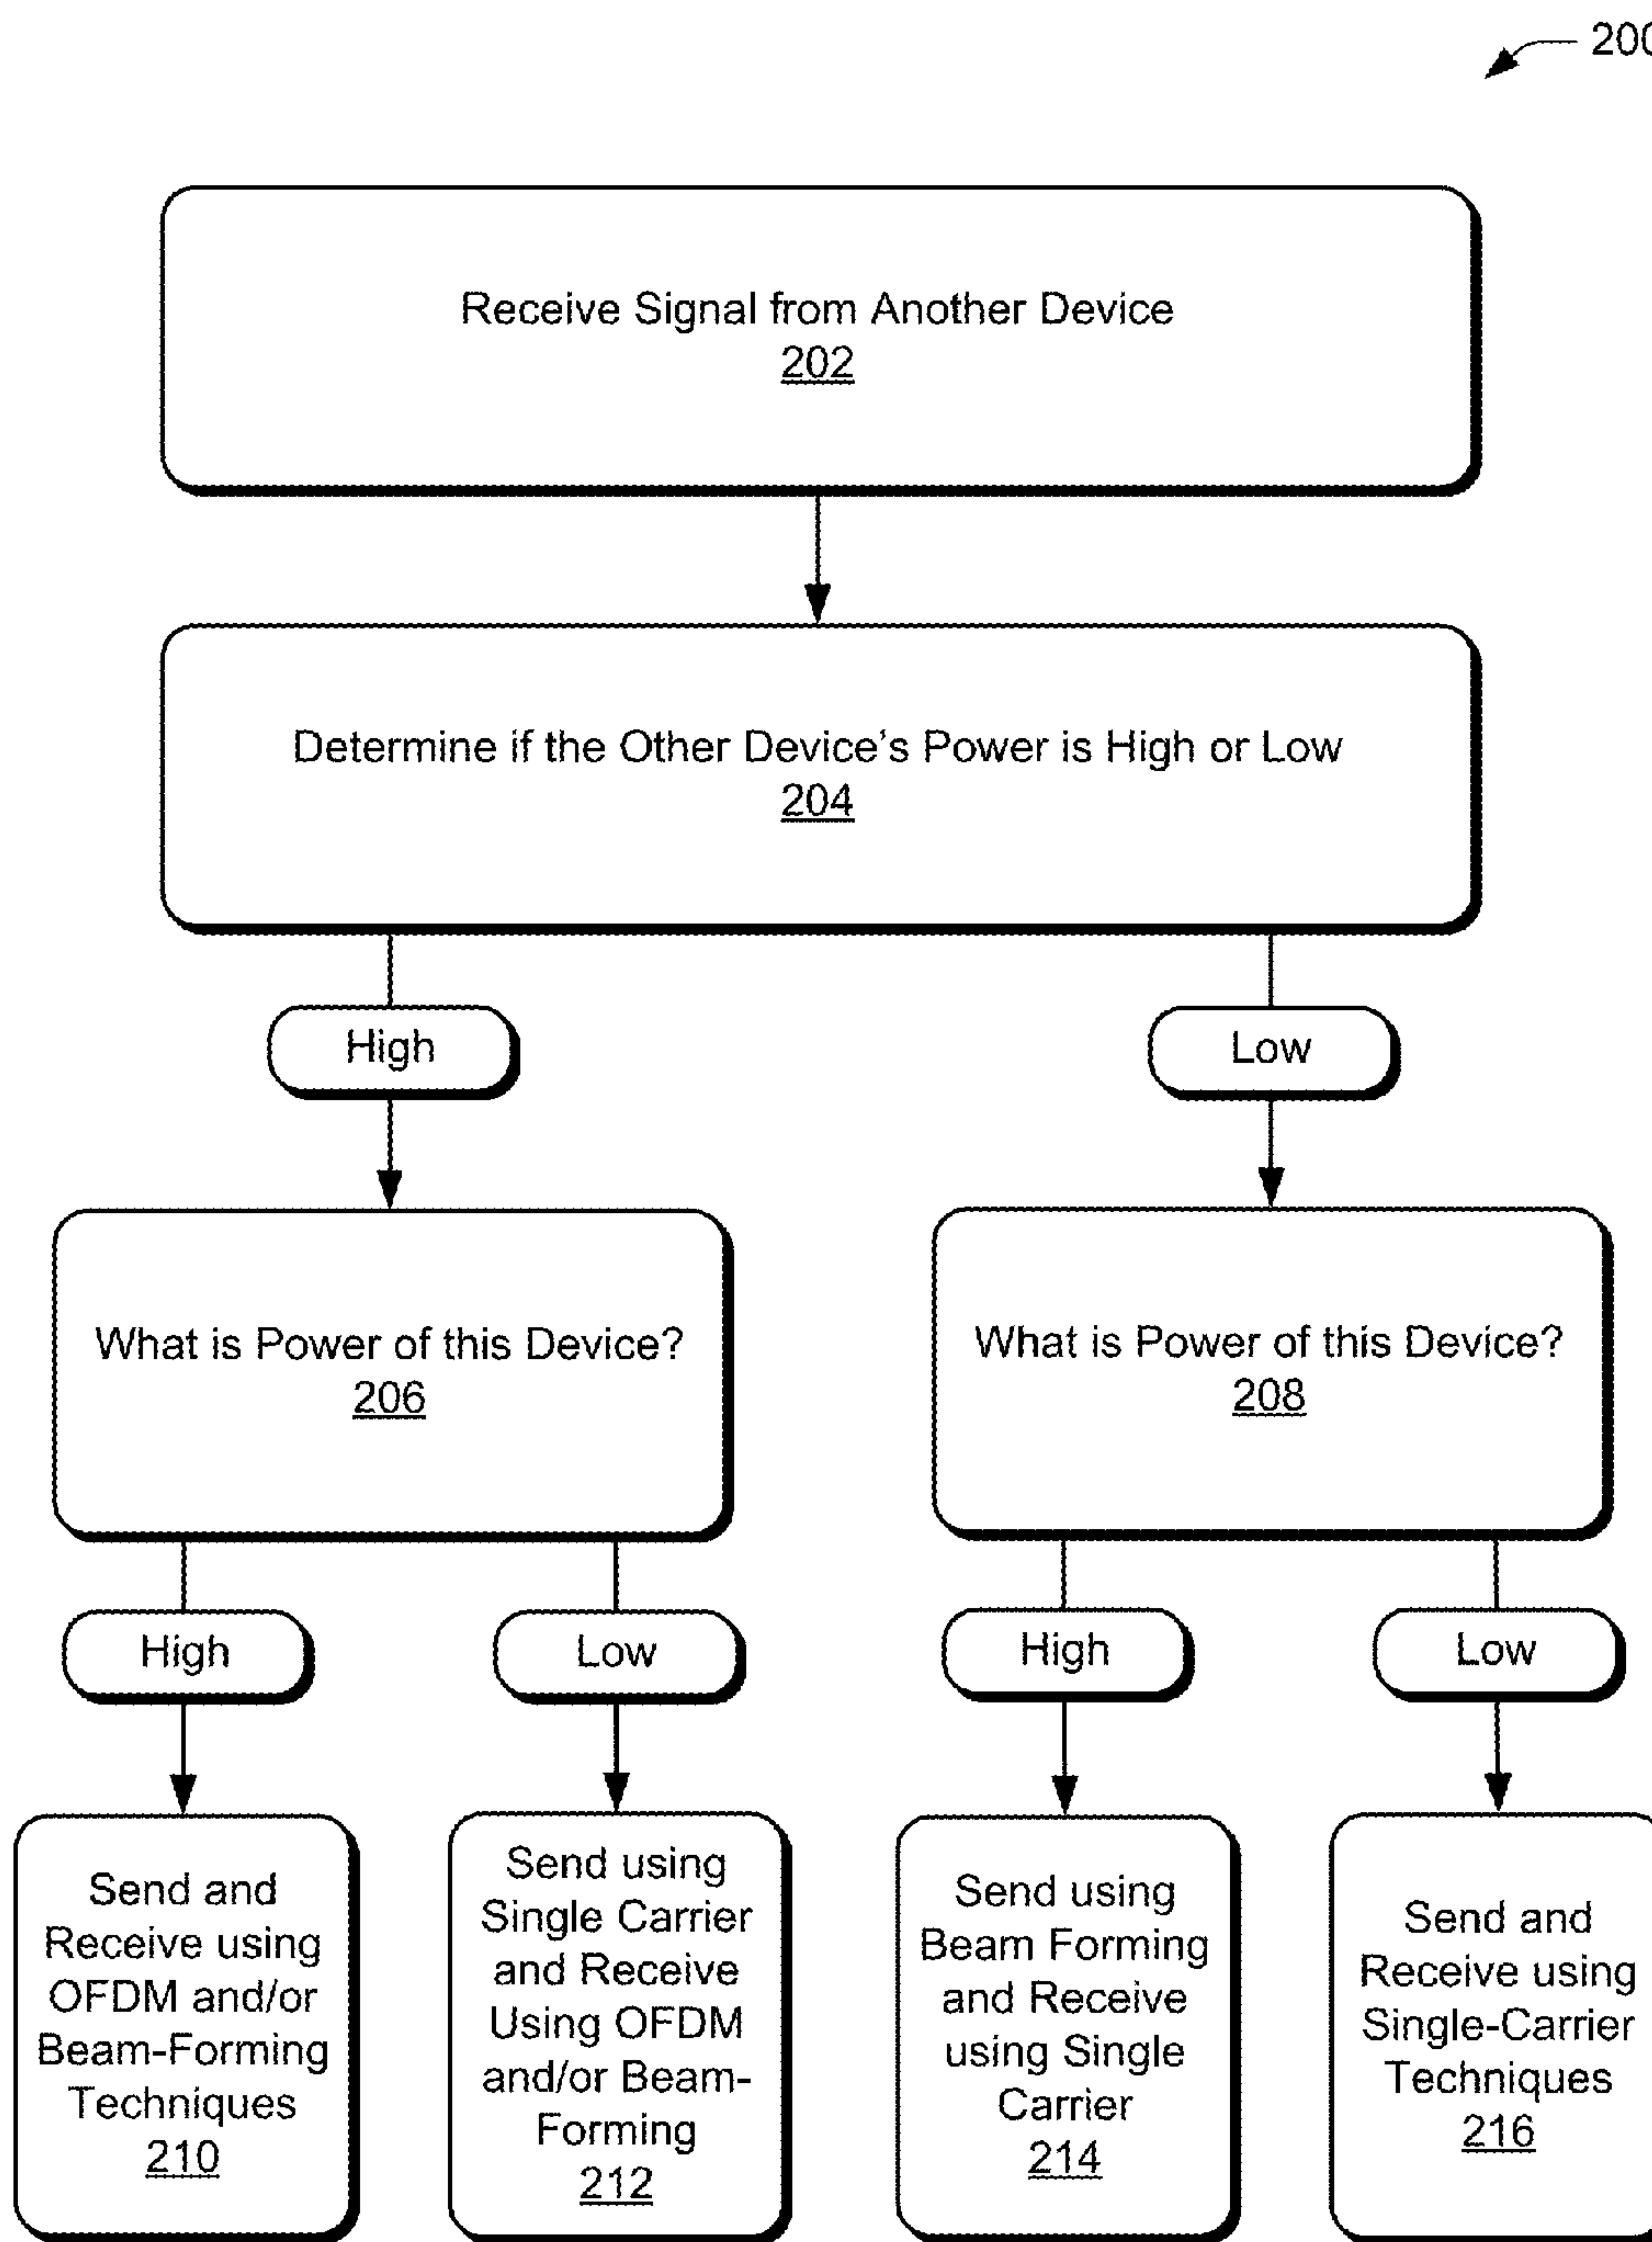 200
Receive Signal from Another Device
202
Determine if the Other Device's Power is High or Low
204
High
Low
What is Power of this Device?
206
What is Power of this Device?
208
High
Low
High
Low
Send and
Receive using
OFDM and/or
Beam-Forming
Techniques
210
Send using
Single Carrier
and Receive
Using OFDM
and/or Beam-
Forming
212
Send using
Beam Forming
and Receive
using Single
Carrier
214
Send and
Receive using
Single-Carrier
Techniques
216